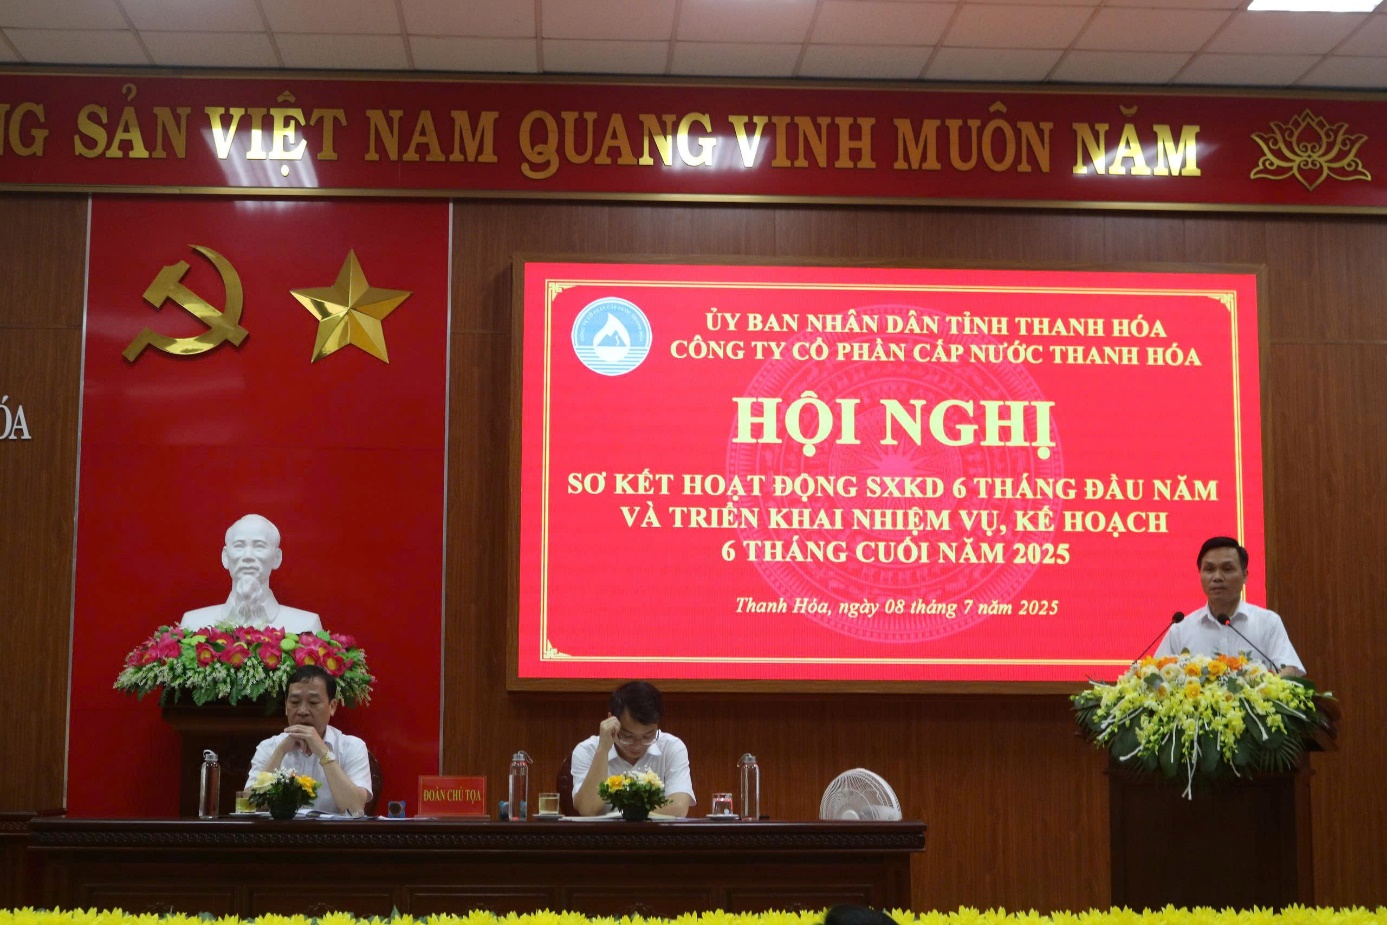 NG SẢN VIỆT NAM QUANG VINH MUÔN NĂM
ÓA
ỦY BAN NHÂN DÂN TỈNH THANH HÓA
CÔNG TY CỔ PHẦN CẤP NƯỚC THANH HÓA
HỘI NGHỊ
SƠ KẾT HOẠT ĐỘNG SXKD 6 THÁNG ĐẦU NĂM
VÀ TRIỂN KHAI NHIỆM VỤ, KẾ HOẠCH
6 THÁNG CUỐI NĂM 2025
Thanh Hóa, ngày 08 tháng 7 năm 2025
ĐOÀN CHỦ TỌA